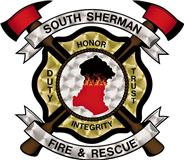 SOUTH SHERMAN
HONOR
DUTY
TRUST
INTEGRITY
FIRE & RESCUE